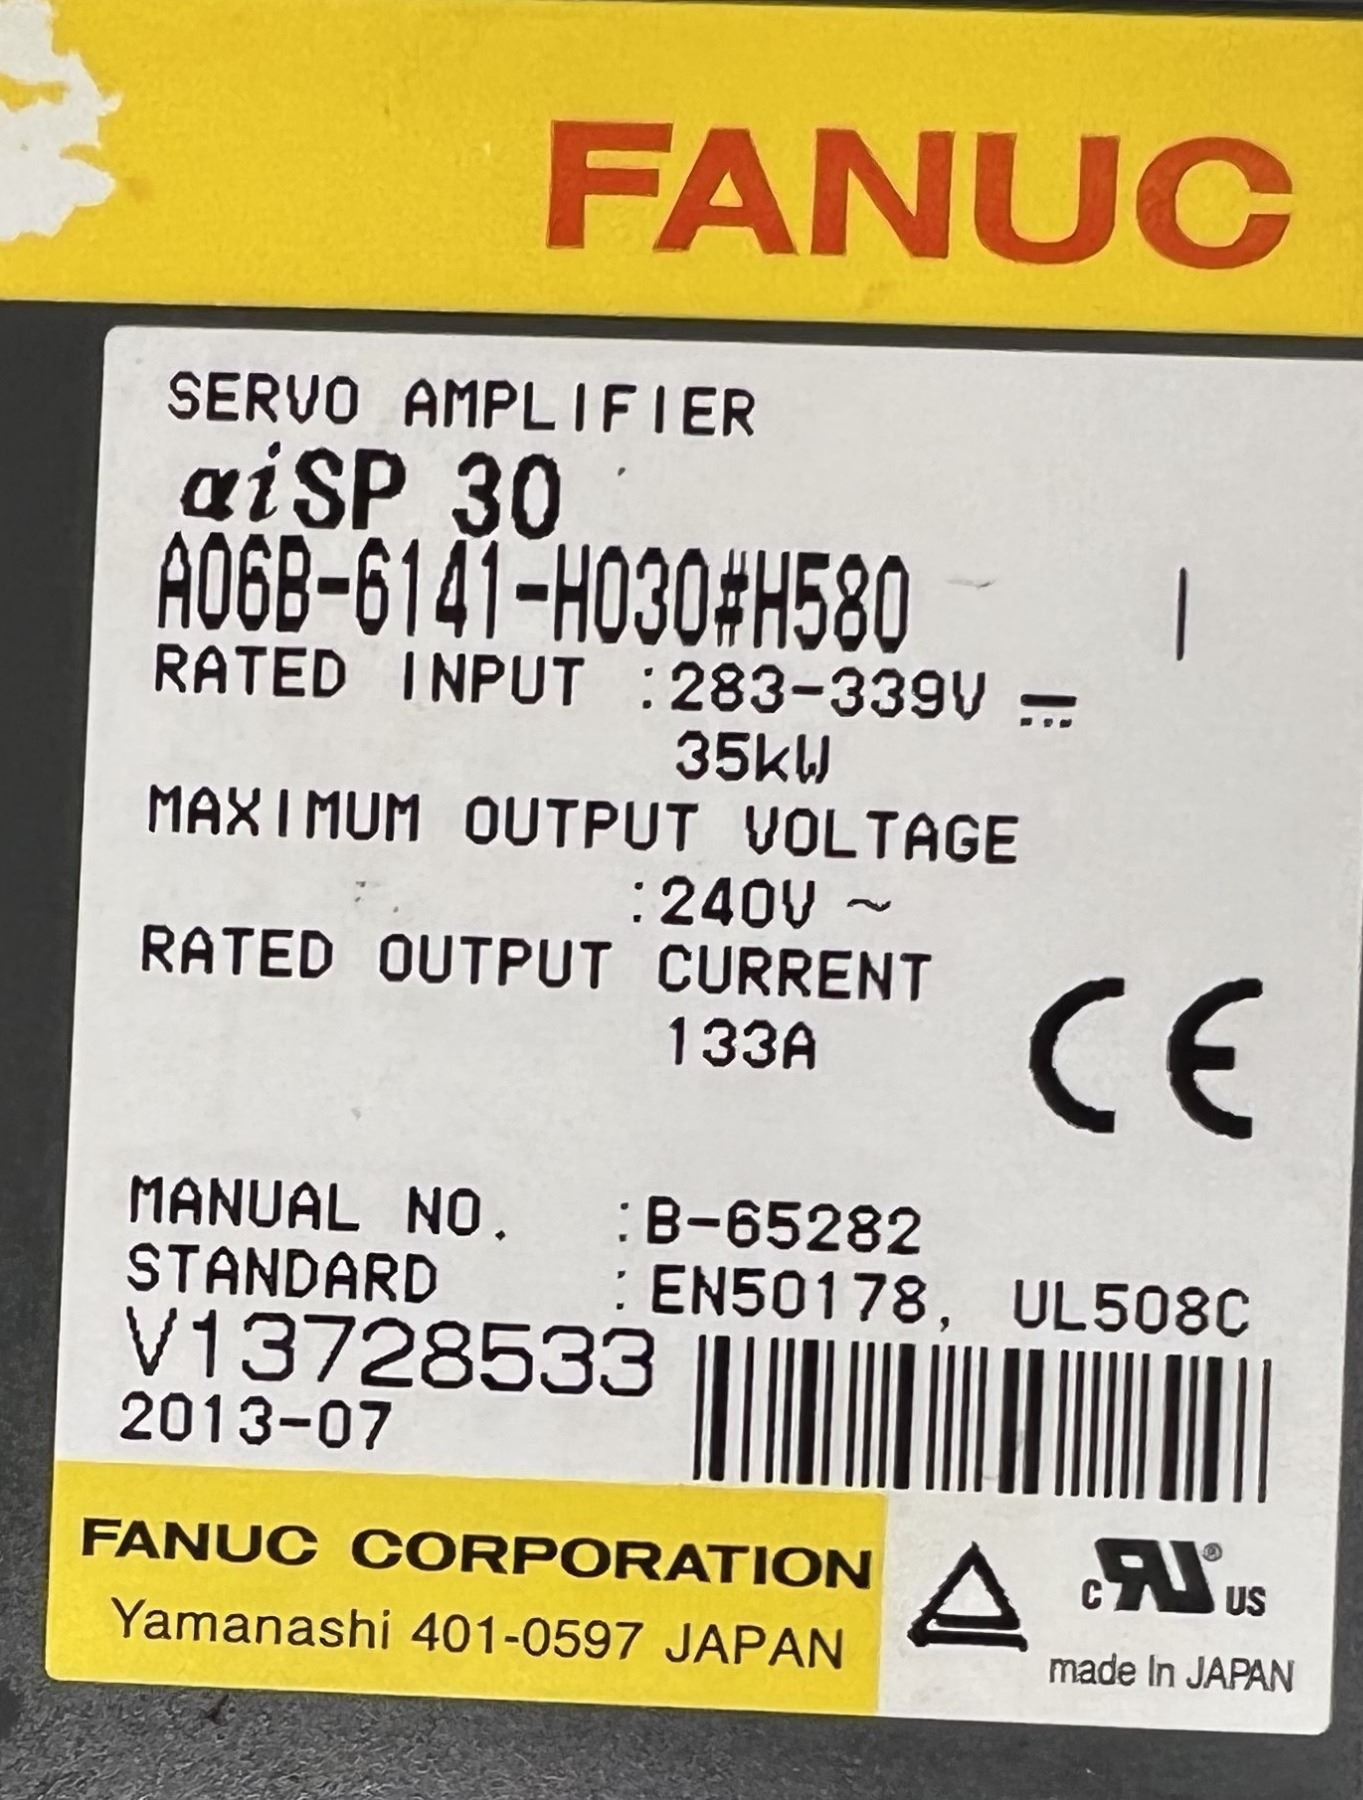 FANUC
SERVO AMPLIFIER
αiSP 30
A06B-6141-H030#H580 |
RATED INPUT :283-339V ⎓
35kW
MAXIMUM OUTPUT VOLTAGE
:240V ~
RATED OUTPUT CURRENT
133A
CE
MANUAL NO. :B-65282
STANDARD :EN50178, UL508C
V13728533
2013-07
FANUC CORPORATION
Yamanashi 401-0597 JAPAN
c RU ® US
made In JAPAN